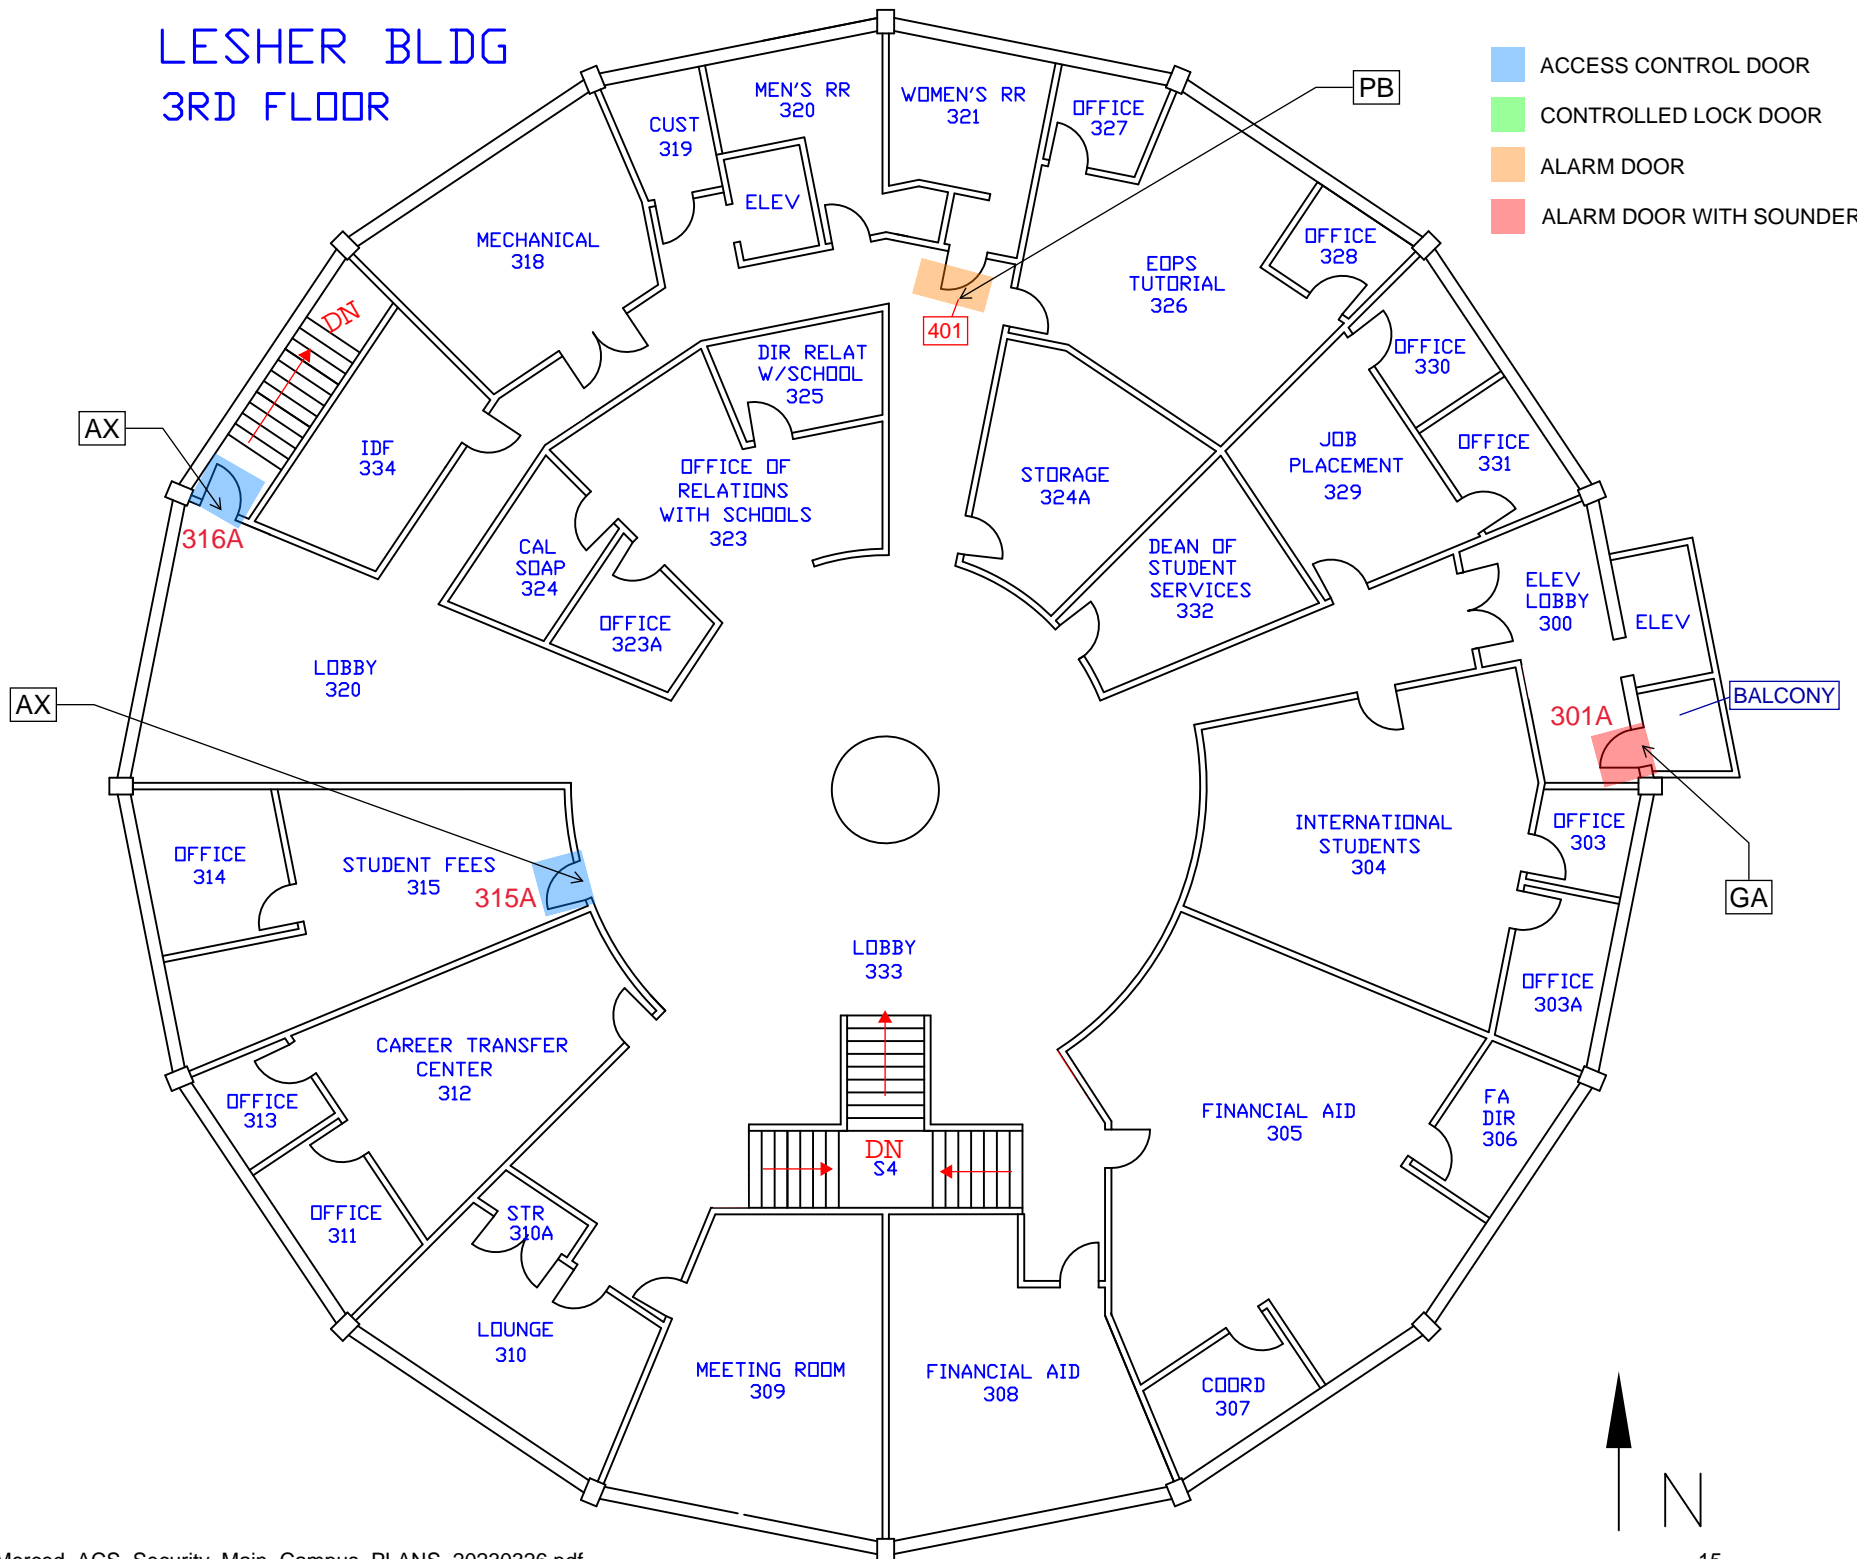 LESHER BLDG
3RD FLOOR
ACCESS CONTROL DOOR
CONTROLLED LOCK DOOR
ALARM DOOR
ALARM DOOR WITH SOUNDER
PB
MEN'S RR
320
WOMEN'S RR
321
OFFICE
327
CUST
319
ELEV
MECHANICAL
318
OFFICE
328
EOPS
TUTORIAL
326
DN
401
DIR RELAT
W/SCHOOL
325
OFFICE
330
AX
IDF
334
OFFICE OF
RELATIONS
WITH SCHOOLS
323
STORAGE
324A
JOB
PLACEMENT
329
OFFICE
331
316A
CAL
SOAP
324
DEAN OF
STUDENT
SERVICES
332
ELEV
LOBBY
300
ELEV
OFFICE
323A
LOBBY
320
AX
BALCONY
301A
INTERNATIONAL
STUDENTS
304
OFFICE
303
OFFICE
314
STUDENT FEES
315
315A
GA
LOBBY
333
OFFICE
303A
CAREER TRANSFER
CENTER
312
OFFICE
313
FINANCIAL AID
305
FA
DIR
306
DN
S4
OFFICE
311
STR
310A
LOUNGE
310
MEETING ROOM
309
FINANCIAL AID
308
COORD
307
N
Merced_ACS_Security_Main_Campus_PLANS_20230326.pdf
15